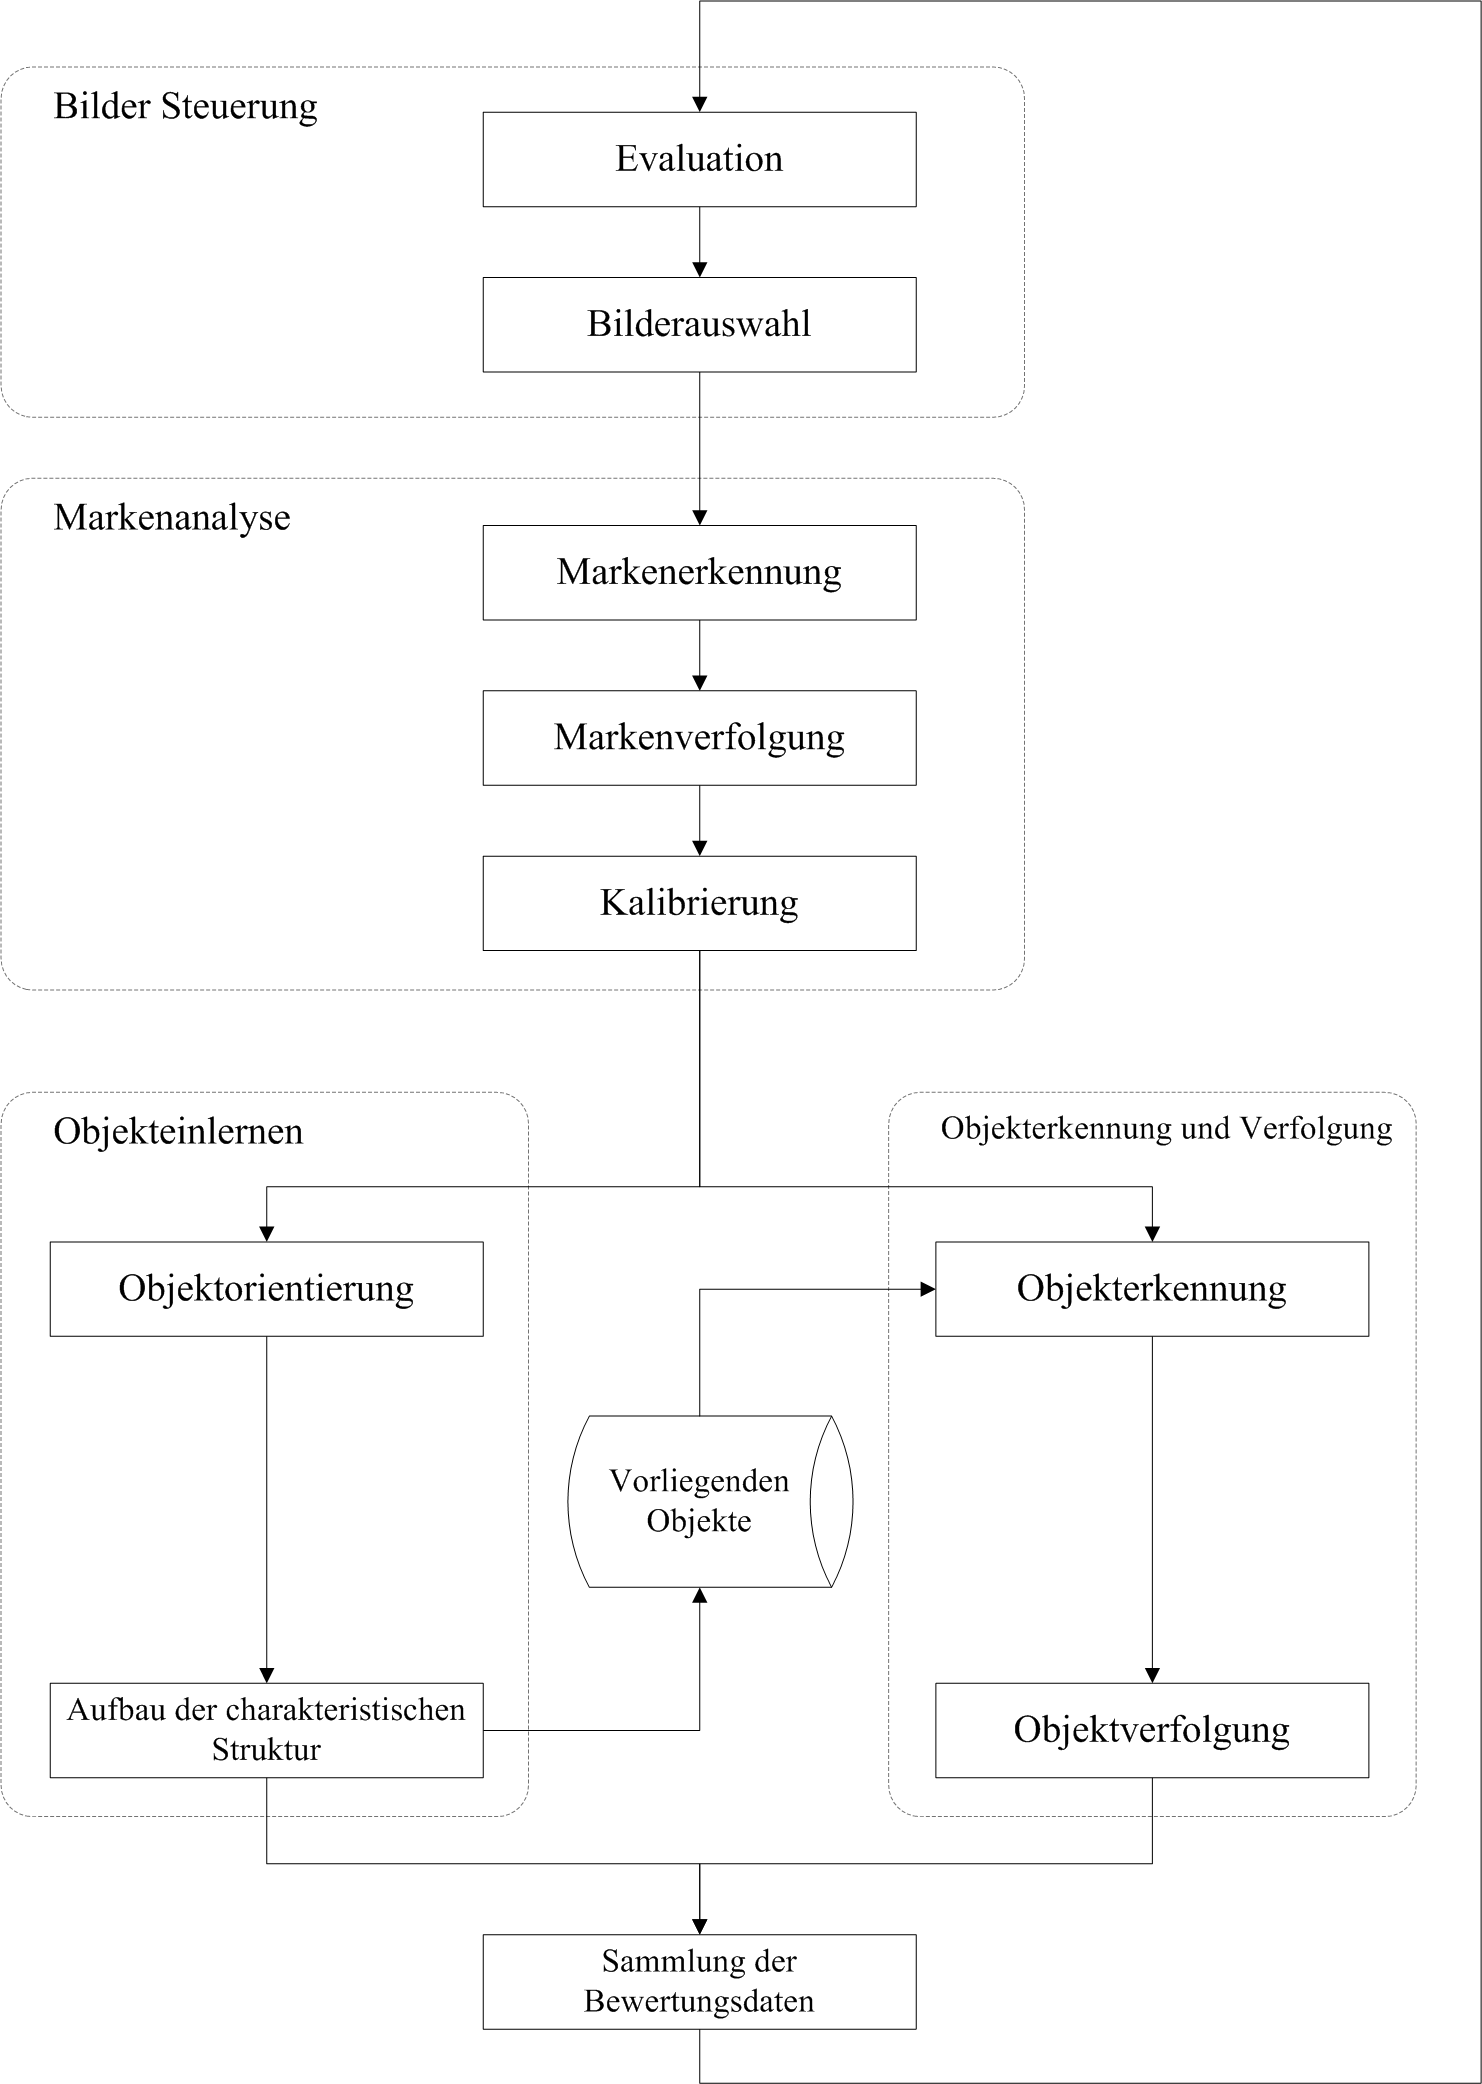 Bilder Steuerung
Evaluation
Bilderauswahl
Markenanalyse
Markenerkennung
Markenverfolgung
Kalibrierung
Objekteinlernen
Objekterkennung und Verfolgung
Objektorientierung
Objekterkennung
Vorliegenden
Objekte
Aufbau der charakteristischen
Struktur
Objektverfolgung
Sammlung der
Bewertungsdaten